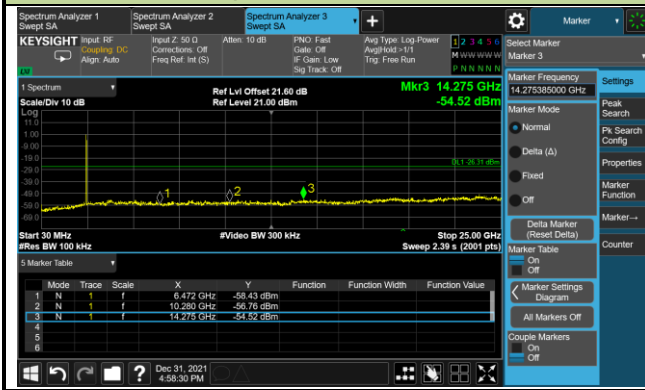 Spectrum Analyzer 1
Swept SA
Spectrum Analyzer 2
Swept SA
Spectrum Analyzer 3
Swept SA
Marker
KEYSIGHT
Input: RF
Coupling: DC
Align: Auto
Input Z: 50 Ω
Corrections: Off
Freq Ref: Int (S)
Atten: 10 dB
PNO: Fast
Gate: Off
IF Gain: Low
Sig Track: Off
Avg Type: Log-Power
Avg|Hold:>1/1
Trig: Free Run
1 2 3 4 5 6
M W W W W W
P N N N N N
LXI
Select Marker
Marker 3
1 Spectrum
Scale/Div 10 dB
Ref Lvl Offset 21.60 dB
Ref Level 21.00 dBm
Mkr3 14.275 GHz
-54.52 dBm
Log
11.0
1.00
-9.00
-19.0
-29.0
-39.0
-49.0
-59.0
-69.0
DL1 -26.31 dBm
1
2
3
Start 30 MHz
#Res BW 100 kHz
#Video BW 300 kHz
Stop 25.00 GHz
Sweep 2.39 s (2001 pts)
5 Marker Table
Mode Trace Scale X Y Function Function Width Function Value
1 N 1 f 6.472 GHz -58.43 dBm
2 N 1 f 10.280 GHz -56.76 dBm
3 N 1 f 14.275 GHz -54.52 dBm
4
5
6
Dec 31, 2021
4:58:30 PM
Marker Frequency
14.275385000 GHz
Marker Mode
Normal
Delta (Δ)
Fixed
Off
Delta Marker
(Reset Delta)
Marker Table
On
Off
Marker Settings
Diagram
All Markers Off
Couple Markers
On
Off
Settings
Peak
Search
Pk Search
Config
Properties
Marker
Function
Marker→
Counter